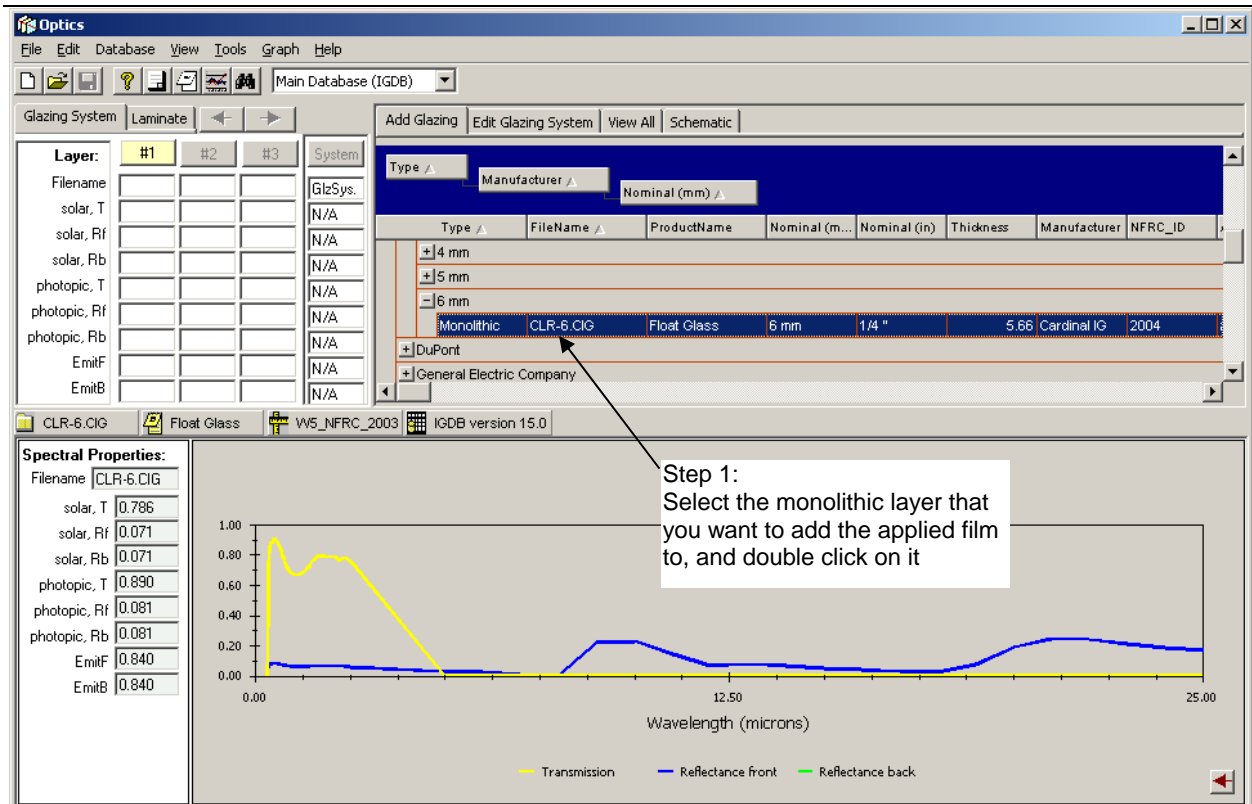 Optics
File Edit Database View Tools Graph Help
Main Database (IGDB)
Glazing System Laminate
Add Glazing Edit Glazing System View All Schematic
Layer: #1 #2 #3 System
Filename GlzSys.
solar, T N/A
solar, Rf N/A
solar, Rb N/A
photopic, T N/A
photopic, Rf N/A
photopic, Rb N/A
EmitF N/A
EmitB N/A
Type
Manufacturer
Nominal (mm)
Type FileName ProductName Nominal (m... Nominal (in) Thickness Manufacturer NFRC_ID
4 mm
5 mm
6 mm
Monolithic CLR-6.CIG Float Glass 6 mm 1/4 " 5.66 Cardinal IG 2004
DuPont
General Electric Company
CLR-6.CIG Float Glass W5_NFRC_2003 IGDB version 15.0
Spectral Properties:
Filename CLR-6.CIG
solar, T 0.786
solar, Rf 0.071
solar, Rb 0.071
photopic, T 0.890
photopic, Rf 0.081
photopic, Rb 0.081
EmitF 0.840
EmitB 0.840
Step 1:
Select the monolithic layer that
you want to add the applied film
to, and double click on it
1.00
0.80
0.60
0.40
0.20
0.00
0.00 12.50 25.00
Wavelength (microns)
Transmission Reflectance front Reflectance back